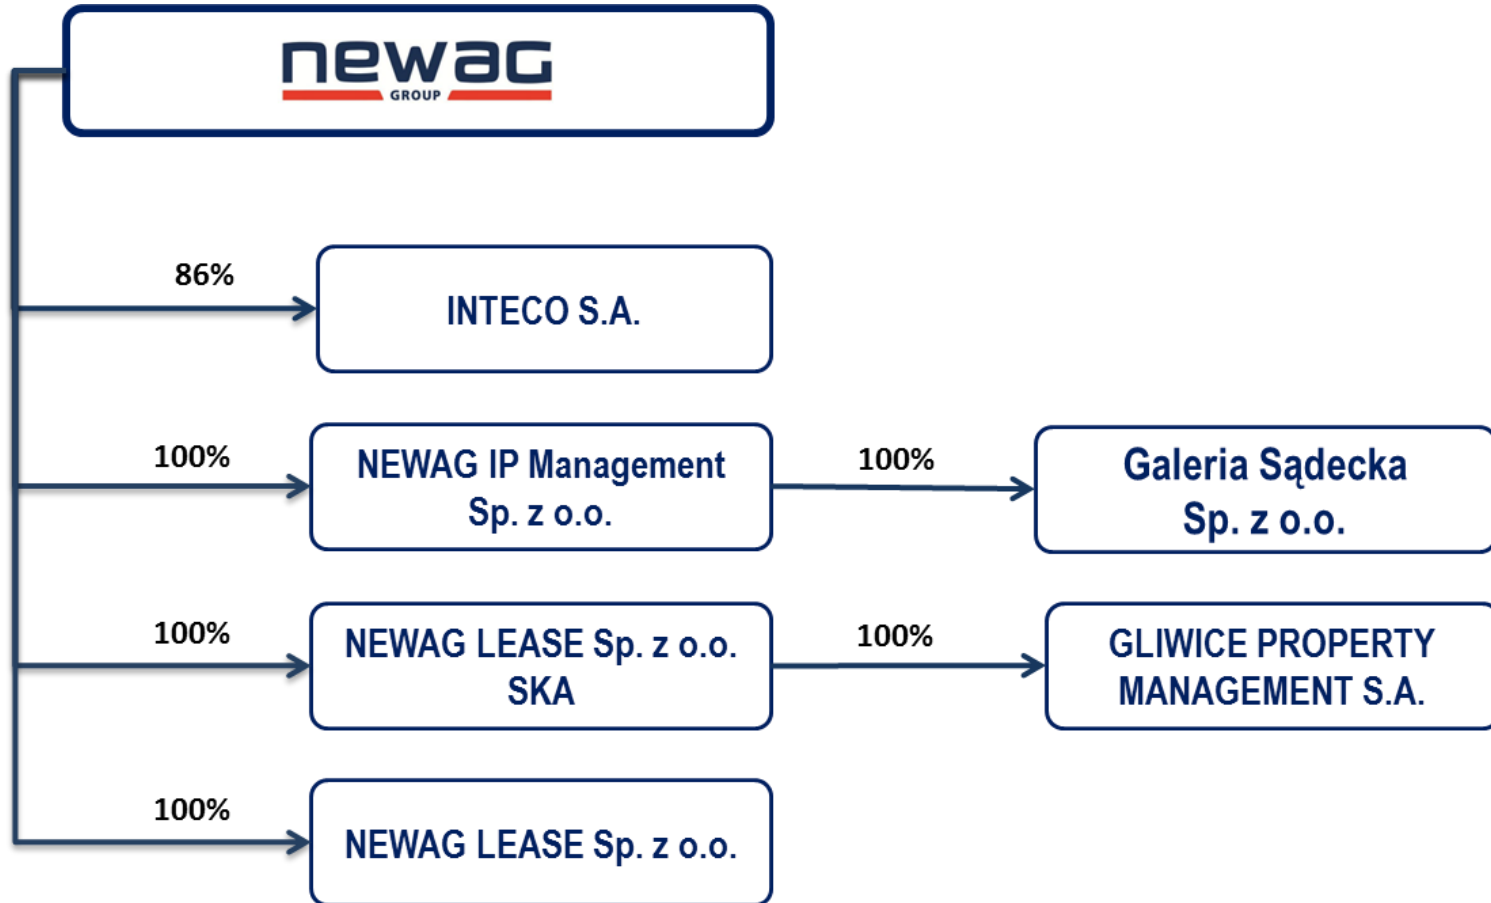 newag
GROUP
86%
INTECO S.A.
100%
NEWAG IP Management
Sp. z o.o.
100%
Galeria Sądecka
Sp. z o.o.
100%
NEWAG LEASE Sp. z o.o.
SKA
100%
GLIWICE PROPERTY
MANAGEMENT S.A.
100%
NEWAG LEASE Sp. z o.o.